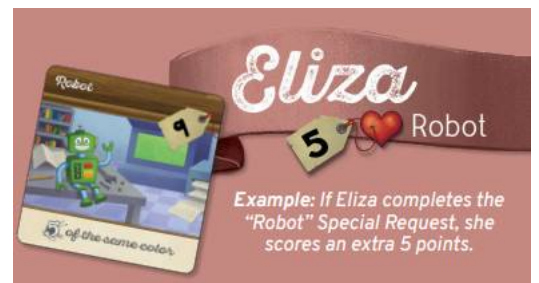 Robot
9
of the same color
Eliza
5 Robot
Example: If Eliza completes the
"Robot" Special Request, she
scores an extra 5 points.